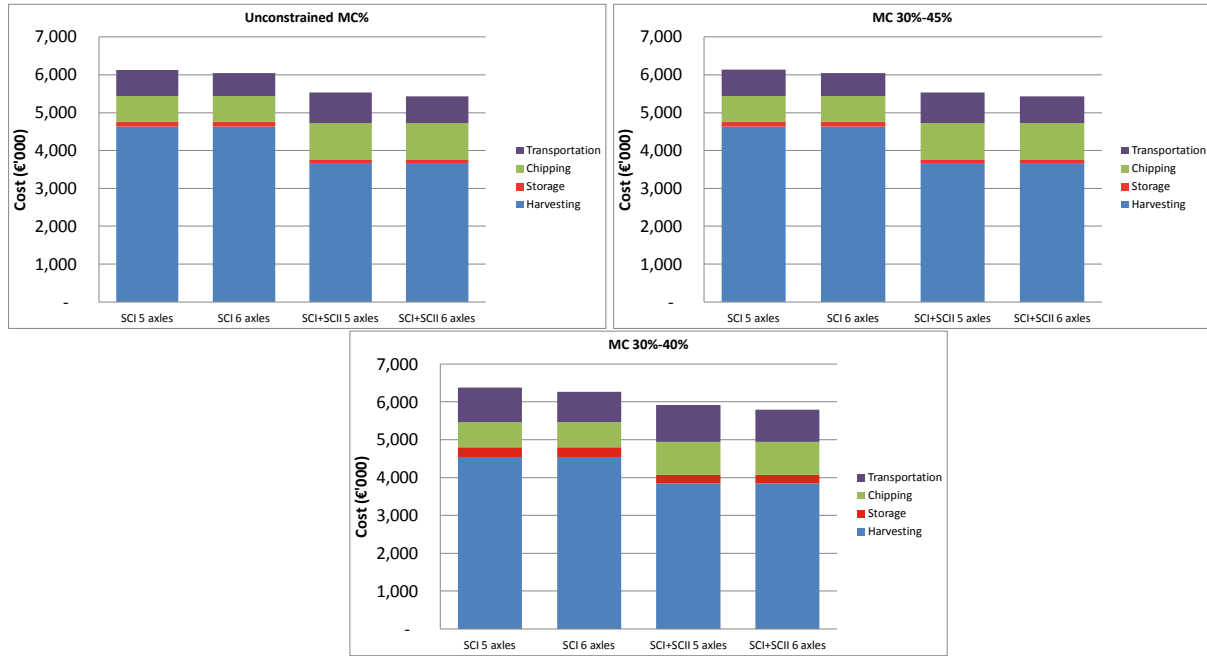 Unconstrained MC%
Cost (€'000)
7,000
6,000
5,000
4,000
3,000
2,000
1,000
-
SCI 5 axles
SCI 6 axles
SCI+SCII 5 axles
SCI+SCII 6 axles
Transportation
Chipping
Storage
Harvesting
MC 30%-45%
Cost (€'000)
7,000
6,000
5,000
4,000
3,000
2,000
1,000
-
SCI 5 axles
SCI 6 axles
SCI+SCII 5 axles
SCI+SCII 6 axles
Transportation
Chipping
Storage
Harvesting
MC 30%-40%
Cost (€'000)
7,000
6,000
5,000
4,000
3,000
2,000
1,000
-
SCI 5 axles
SCI 6 axles
SCI+SCII 5 axles
SCI+SCII 6 axles
Transportation
Chipping
Storage
Harvesting